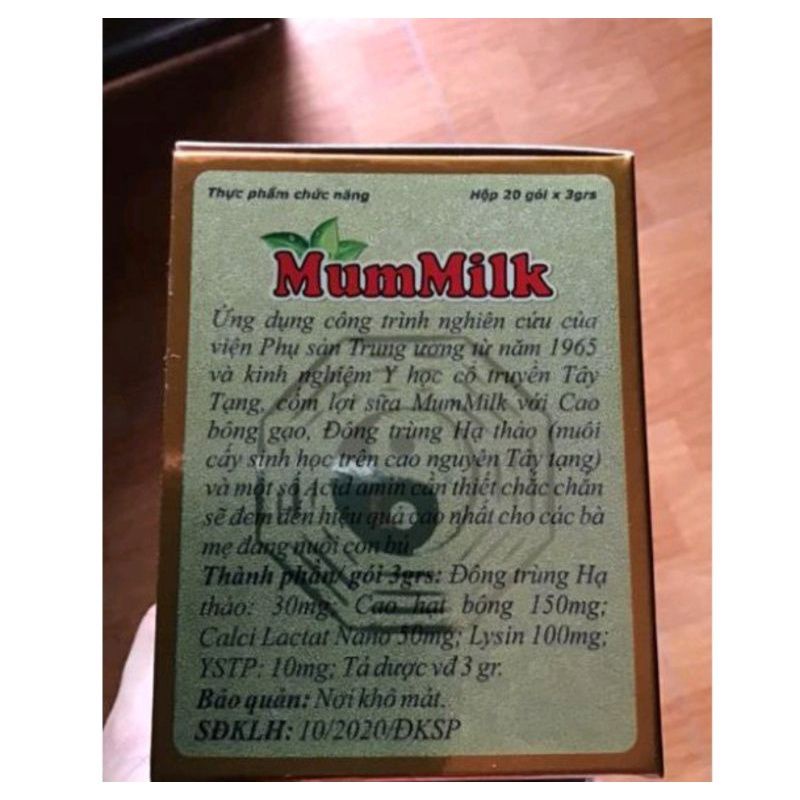 Thực phẩm chức năng
Hộp 20 gói x 3grs
MumMilk
Ứng dụng công trình nghiên cứu của
viện Phụ sản Trung ương từ năm 1965
và kinh nghiệm Y học cổ truyền Tây
Tạng, cốm lợi sữa MumMilk với Cao
bông gạo, Đông trùng Hạ thảo (nuôi
cấy sinh học trên cao nguyên Tây tạng)
và một số Acid amin cần thiết chắc chắn
sẽ đem đến hiệu quả cao nhất cho các bà
mẹ đang nuôi con bú.
Thành phần/ gói 3grs: Đông trùng Hạ
thảo: 30mg; Cao hạt bông 150mg;
Calci Lactat Nano 50mg; Lysin 100mg;
YSTP: 10mg; Tá dược vđ 3 gr.
Bảo quản: Nơi khô mát.
SĐKLH: 10/2020/ĐKSP